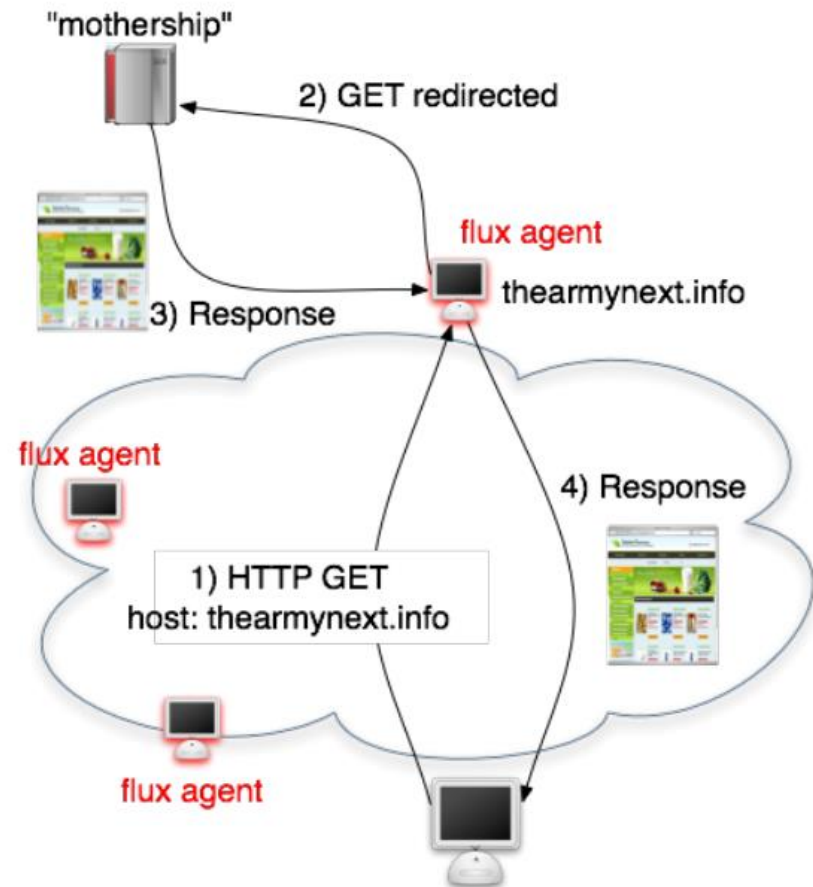 "mothership"
2) GET redirected
flux agent
thearmynext.info
3) Response
flux agent
4) Response
1) HTTP GET
host: thearmynext.info
flux agent